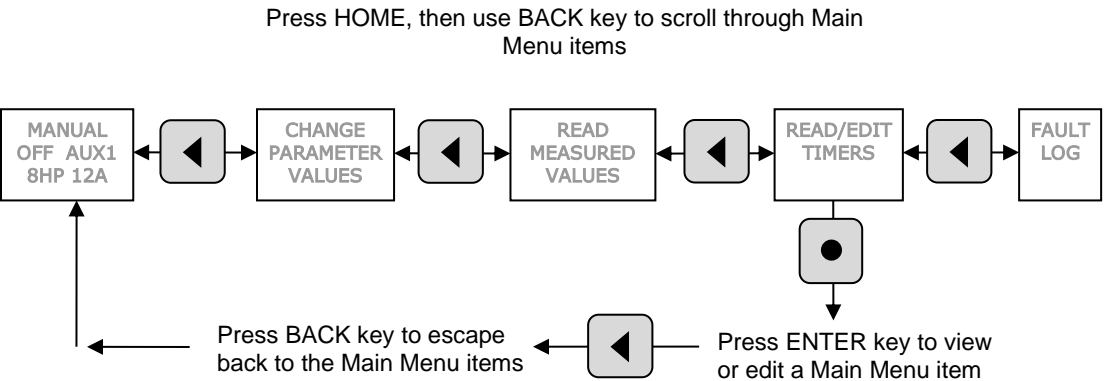 Press HOME, then use BACK key to scroll through Main
Menu items
MANUAL
OFF AUX1
8HP 12A
CHANGE
PARAMETER
VALUES
READ
MEASURED
VALUES
READ/EDIT
TIMERS
FAULT
LOG
Press BACK key to escape
back to the Main Menu items
Press ENTER key to view
or edit a Main Menu item